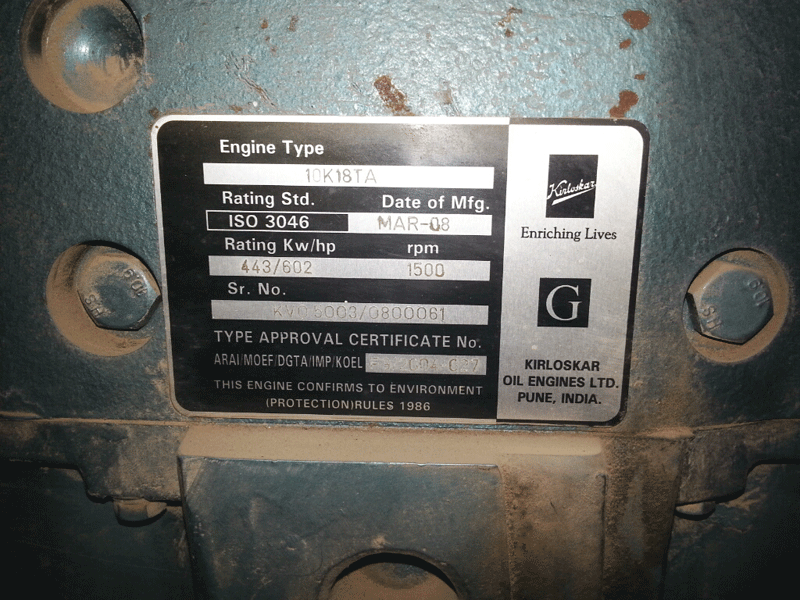 Engine Type
10K18TA
Rating Std. Date of Mfg.
ISO 3046 MAR-08
Rating Kw/hp rpm
443/602 1500
Sr. No.
TYPE APPROVAL CERTIFICATE No.
ARAI/MOEF/DGTA/IMP/KOEL
THIS ENGINE CONFIRMS TO ENVIRONMENT
(PROTECTION)RULES 1986
Kirloskar
Enriching Lives
G
KIRLOSKAR
OIL ENGINES LTD.
PUNE, INDIA.